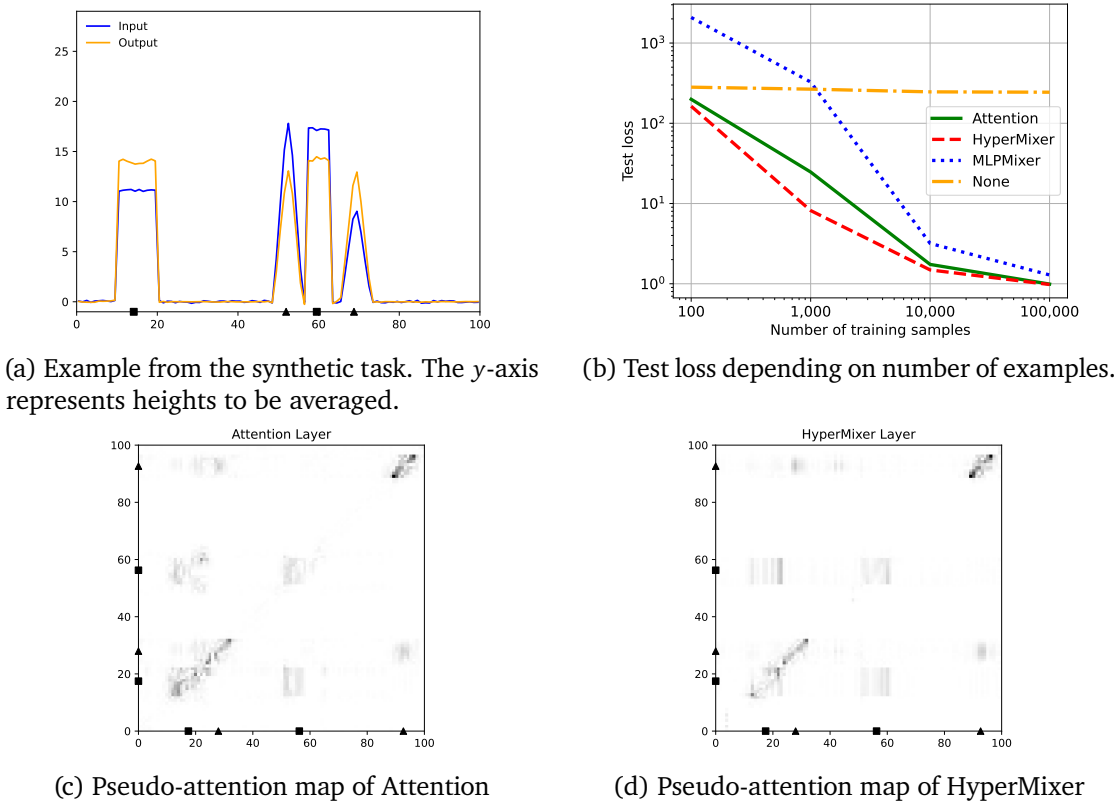 Input
Output
25
20
15
10
5
0
0 20 40 60 80 100
(a) Example from the synthetic task. The y-axis
represents heights to be averaged.
Test loss
10³
10²
10¹
10⁰
Attention
HyperMixer
MLPMixer
None
100 1,000 10,000 100,000
Number of training samples
(b) Test loss depending on number of examples.
Attention Layer
100
80
60
40
20
0
0 20 40 60 80 100
(c) Pseudo-attention map of Attention
HyperMixer Layer
100
80
60
40
20
0
0 20 40 60 80 100
(d) Pseudo-attention map of HyperMixer